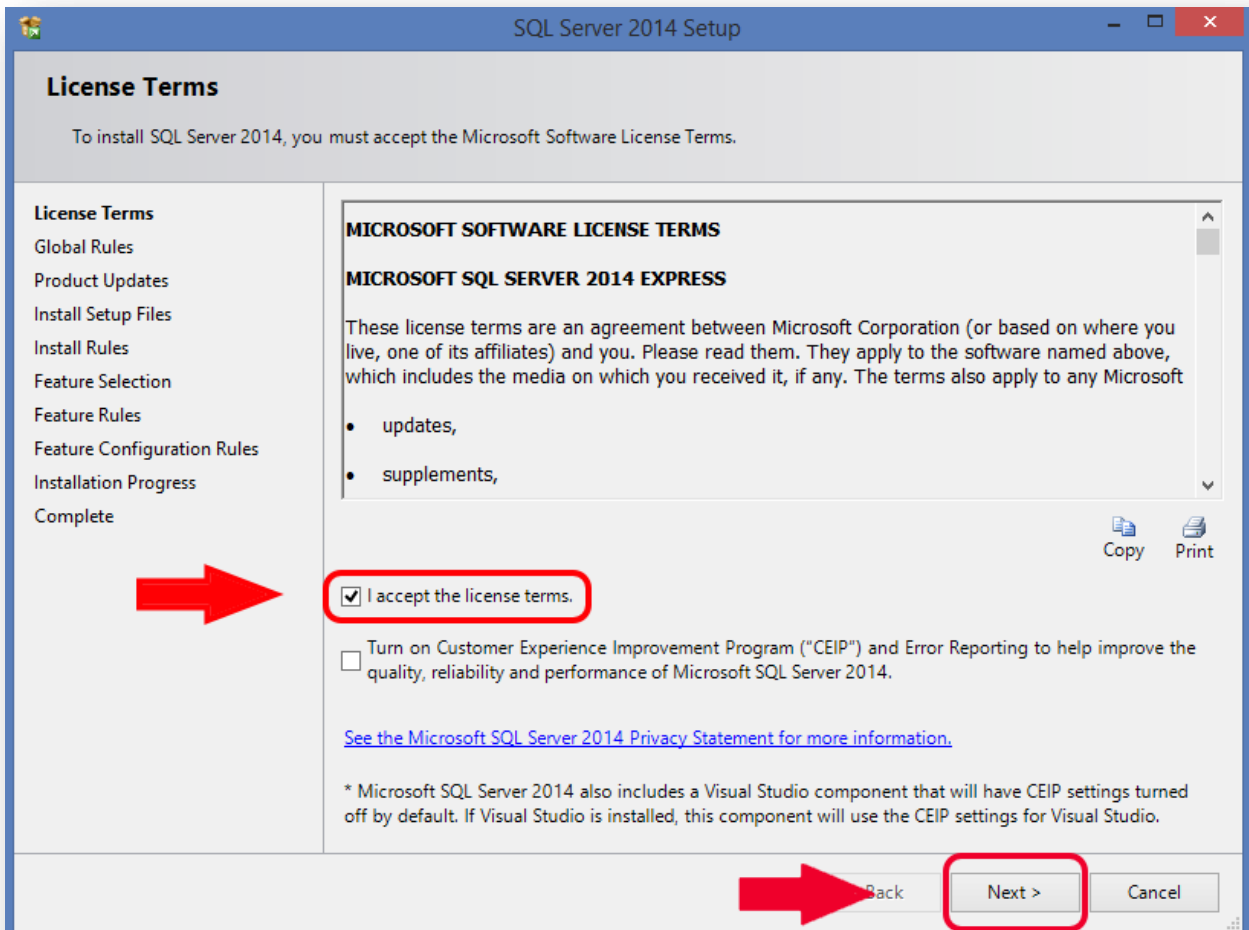 SQL Server 2014 Setup
License Terms
To install SQL Server 2014, you must accept the Microsoft Software License Terms.
License Terms
Global Rules
Product Updates
Install Setup Files
Install Rules
Feature Selection
Feature Rules
Feature Configuration Rules
Installation Progress
Complete
MICROSOFT SOFTWARE LICENSE TERMS
MICROSOFT SQL SERVER 2014 EXPRESS
These license terms are an agreement between Microsoft Corporation (or based on where you
live, one of its affiliates) and you. Please read them. They apply to the software named above,
which includes the media on which you received it, if any. The terms also apply to any Microsoft
• updates,
• supplements,
Copy Print
I accept the license terms.
Turn on Customer Experience Improvement Program ("CEIP") and Error Reporting to help improve the
quality, reliability and performance of Microsoft SQL Server 2014.
See the Microsoft SQL Server 2014 Privacy Statement for more information.
* Microsoft SQL Server 2014 also includes a Visual Studio component that will have CEIP settings turned
off by default. If Visual Studio is installed, this component will use the CEIP settings for Visual Studio.
Back Next > Cancel